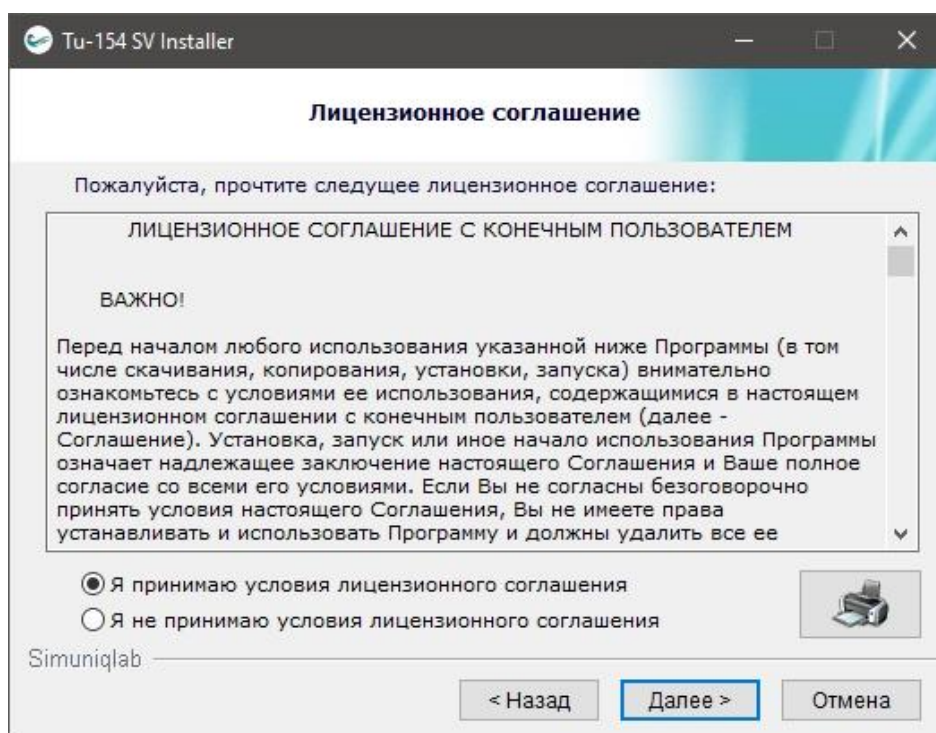 Tu-154 SV Installer
Лицензионное соглашение
Пожалуйста, прочтите следущее лицензионное соглашение:
ЛИЦЕНЗИОННОЕ СОГЛАШЕНИЕ С КОНЕЧНЫМ ПОЛЬЗОВАТЕЛЕМ
ВАЖНО!
Перед началом любого использования указанной ниже Программы (в том
числе скачивания, копирования, установки, запуска) внимательно
ознакомьтесь с условиями ее использования, содержащимися в настоящем
лицензионном соглашении с конечным пользователем (далее -
Соглашение). Установка, запуск или иное начало использования Программы
означает надлежащее заключение настоящего Соглашения и Ваше полное
согласие со всеми его условиями. Если Вы не согласны безоговорочно
принять условия настоящего Соглашения, Вы не имеете права
устанавливать и использовать Программу и должны удалить все ее
Я принимаю условия лицензионного соглашения
Я не принимаю условия лицензионного соглашения
Simuniqlab
< Назад
Далее >
Отмена